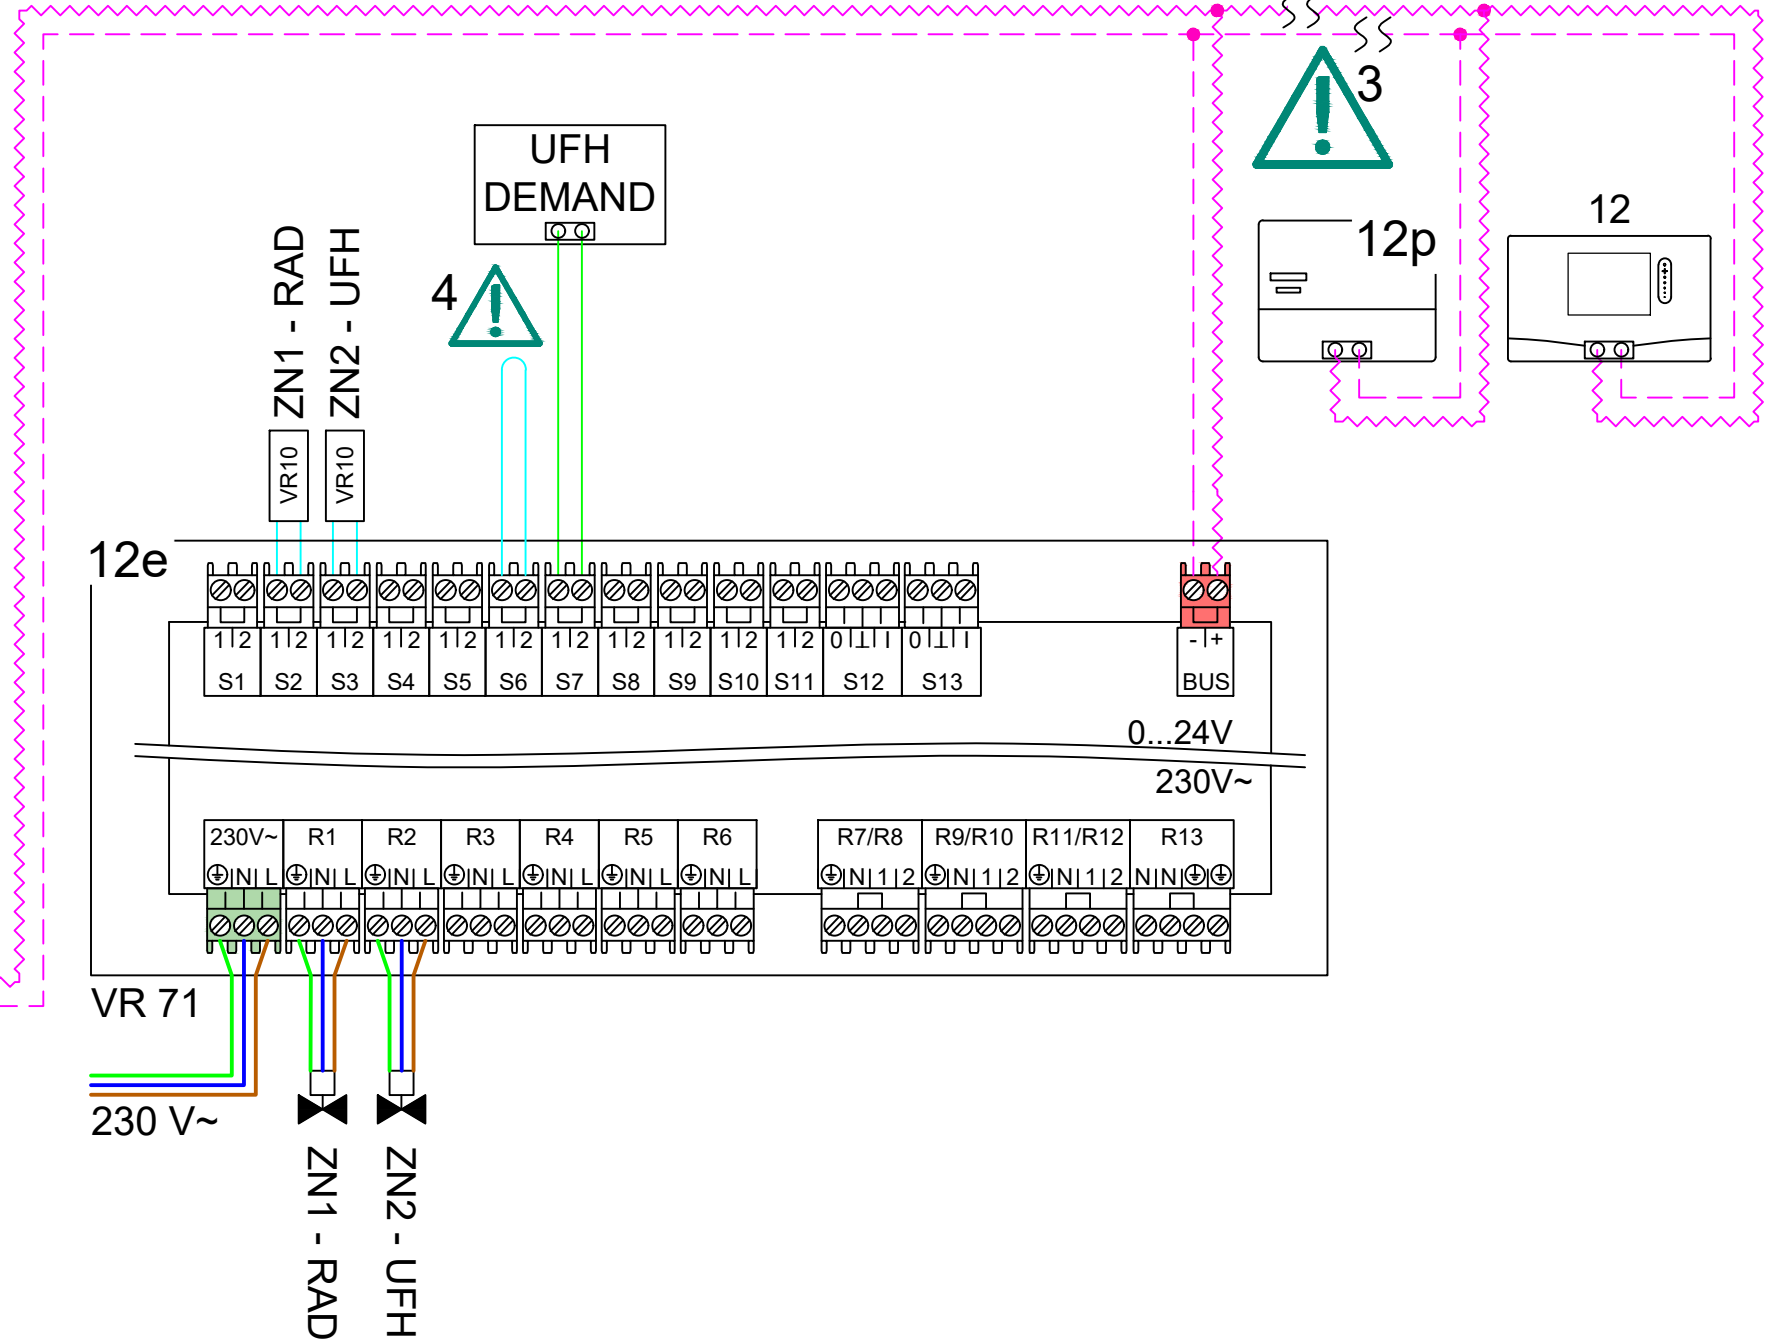 3
UFH
DEMAND
12
12p
ZN1 - RAD
ZN2 - UFH
4
VR10
VR10
12e
1 2
1 2
1 2
1 2
1 2
1 2
1 2
1 2
1 2
1 2
1 2
0 ⊥ I
0 ⊥ I
- +
S1
S2
S3
S4
S5
S6
S7
S8
S9
S10
S11
S12
S13
BUS
0...24V
230V~
230V~
R1
R2
R3
R4
R5
R6
R7/R8
R9/R10
R11/R12
R13
N L
N L
N L
N L
N L
N L
N L
N 1 2
N 1 2
N 1 2
N N
VR 71
230 V~
ZN1 - RAD
ZN2 - UFH